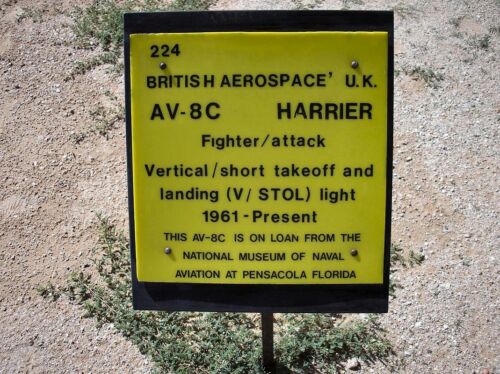 224
BRITISH AEROSPACE' U.K.
AV-8C HARRIER
Fighter/attack
Vertical/short takeoff and
landing (V/ STOL) light
1961-Present
THIS AV-8C IS ON LOAN FROM THE
NATIONAL MUSEUM OF NAVAL
AVIATION AT PENSACOLA FLORIDA